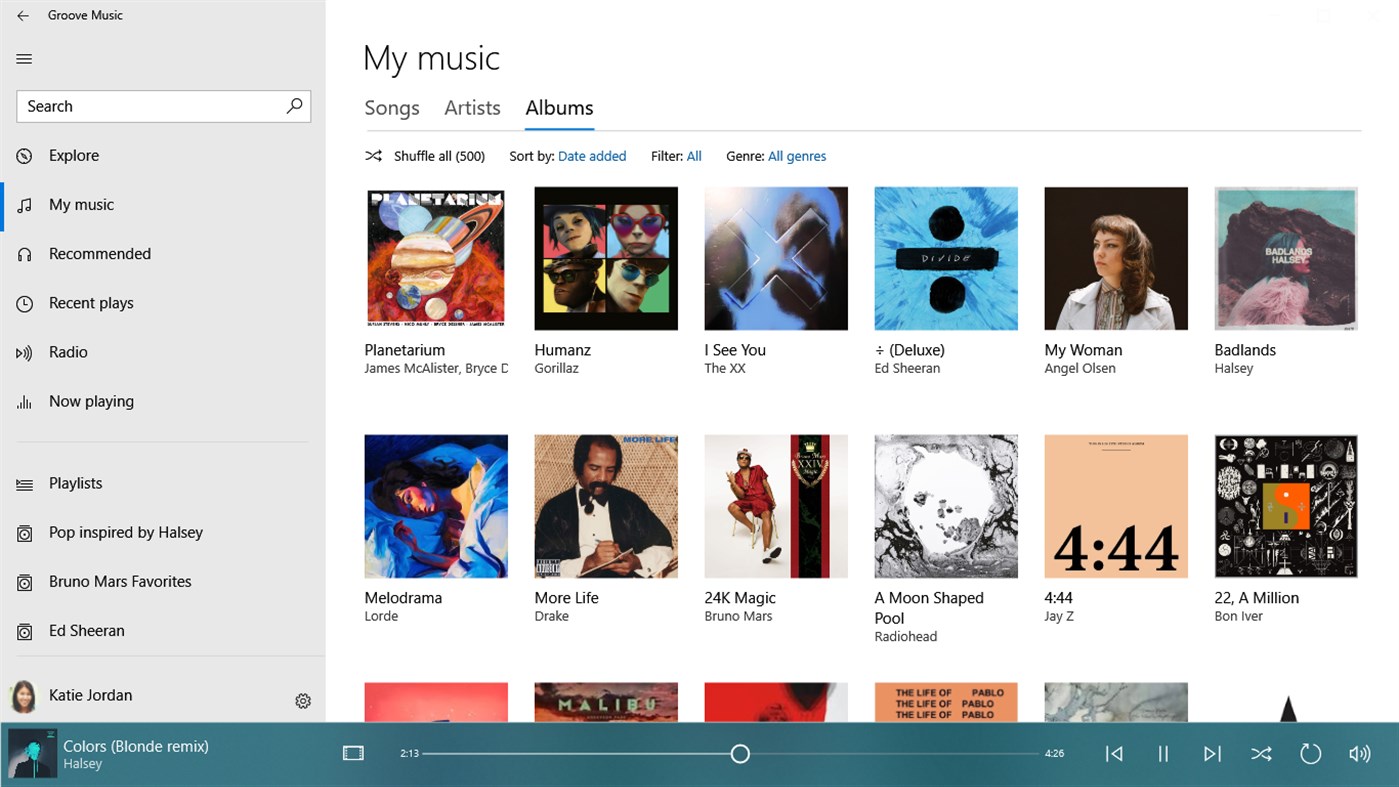 Groove Music
Search
Explore
My music
Recommended
Recent plays
Radio
Now playing
Playlists
Pop inspired by Halsey
Bruno Mars Favorites
Ed Sheeran
Katie Jordan
My music
Songs Artists Albums
Shuffle all (500) Sort by: Date added Filter: All Genre: All genres
PLANETARIUM
DIVIDE
BADLANDS
HALSEY
Planetarium
James McAlister, Bryce D
Humanz
Gorillaz
I See You
The XX
÷ (Deluxe)
Ed Sheeran
My Woman
Angel Olsen
Badlands
Halsey
MORE LIFE
Bruno Mars
XXIV
Magic
4:44
Melodrama
Lorde
More Life
Drake
24K Magic
Bruno Mars
A Moon Shaped
Pool
Radiohead
4:44
Jay Z
22, A Million
Bon Iver
MALIBU
THE LIFE OF PABLO
THE LIFE OF PABLO
THE LIFE OF PABLO
Colors (Blonde remix)
Halsey
2:13
4:26